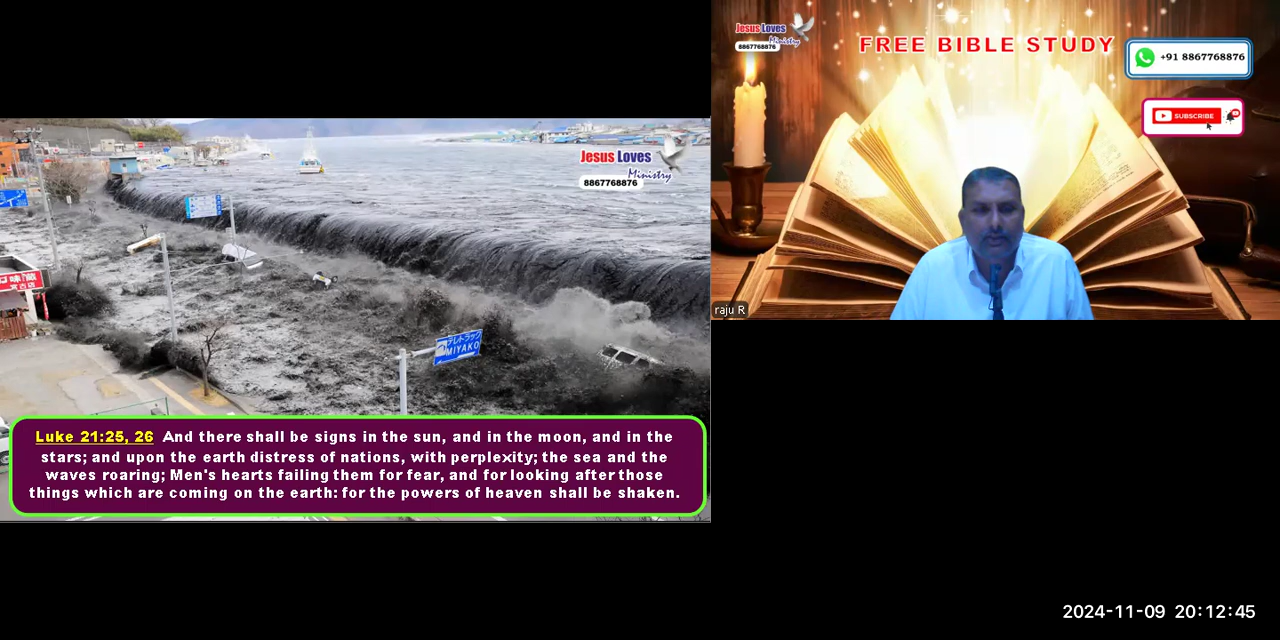 Jesus Loves
Ministry
8867768876
MIYAKO
Luke 21:25, 26 And there shall be signs in the sun, and in the moon, and in the
stars; and upon the earth distress of nations, with perplexity; the sea and the
waves roaring; Men's hearts failing them for fear, and for looking after those
things which are coming on the earth: for the powers of heaven shall be shaken.
Jesus Loves
Ministry
8867768876
FREE BIBLE STUDY
+91 8867768876
SUBSCRIBE
raju R
2024-11-09 20:12:45